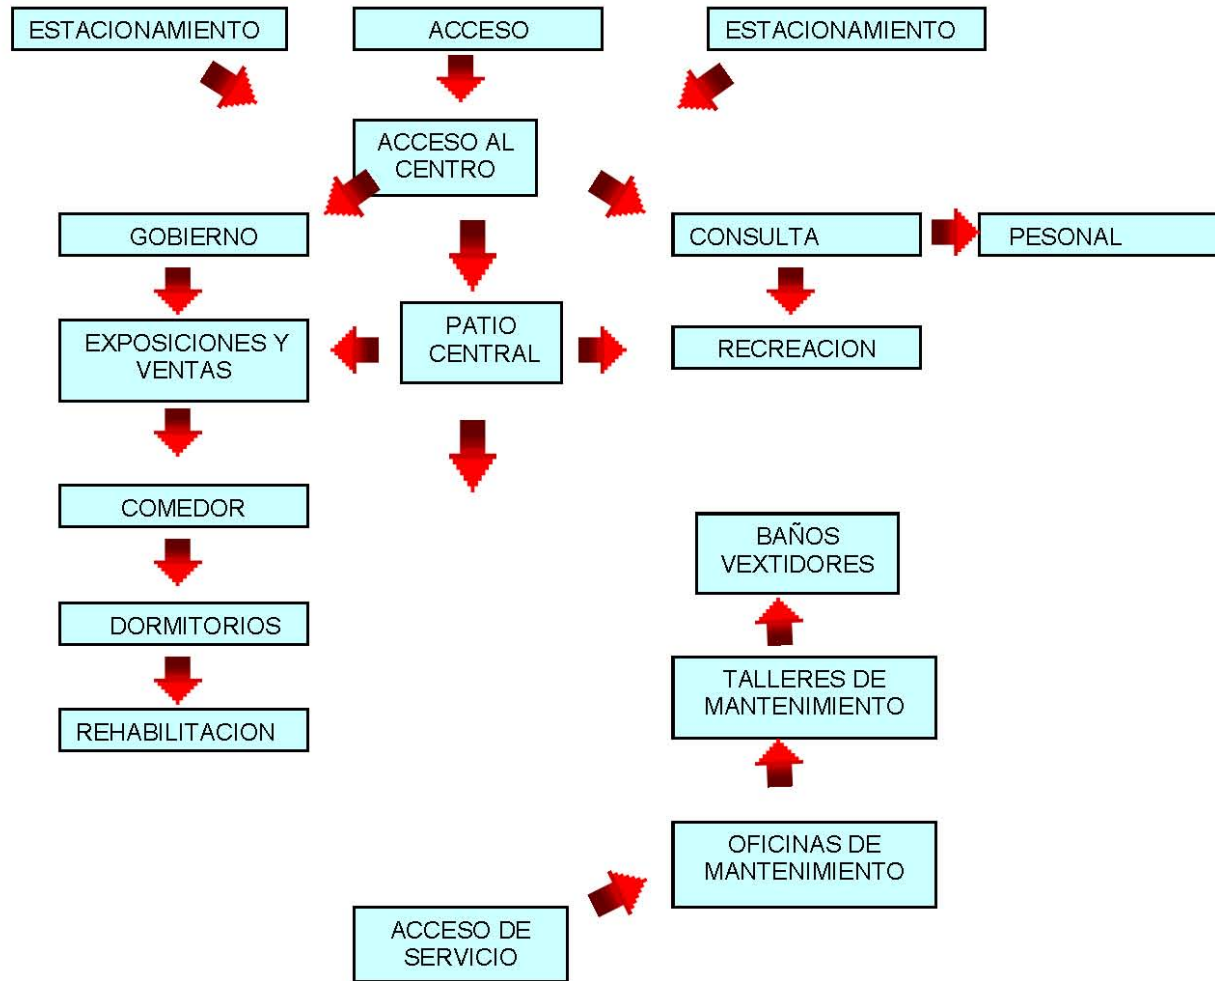 ESTACIONAMIENTO
ACCESO
ESTACIONAMIENTO
ACCESO AL
CENTRO
GOBIERNO
CONSULTA
PESONAL
EXPOSICIONES Y
VENTAS
PATIO
CENTRAL
RECREACION
COMEDOR
BAÑOS
VEXTIDORES
DORMITORIOS
TALLERES DE
MANTENIMIENTO
REHABILITACION
OFICINAS DE
MANTENIMIENTO
ACCESO DE
SERVICIO